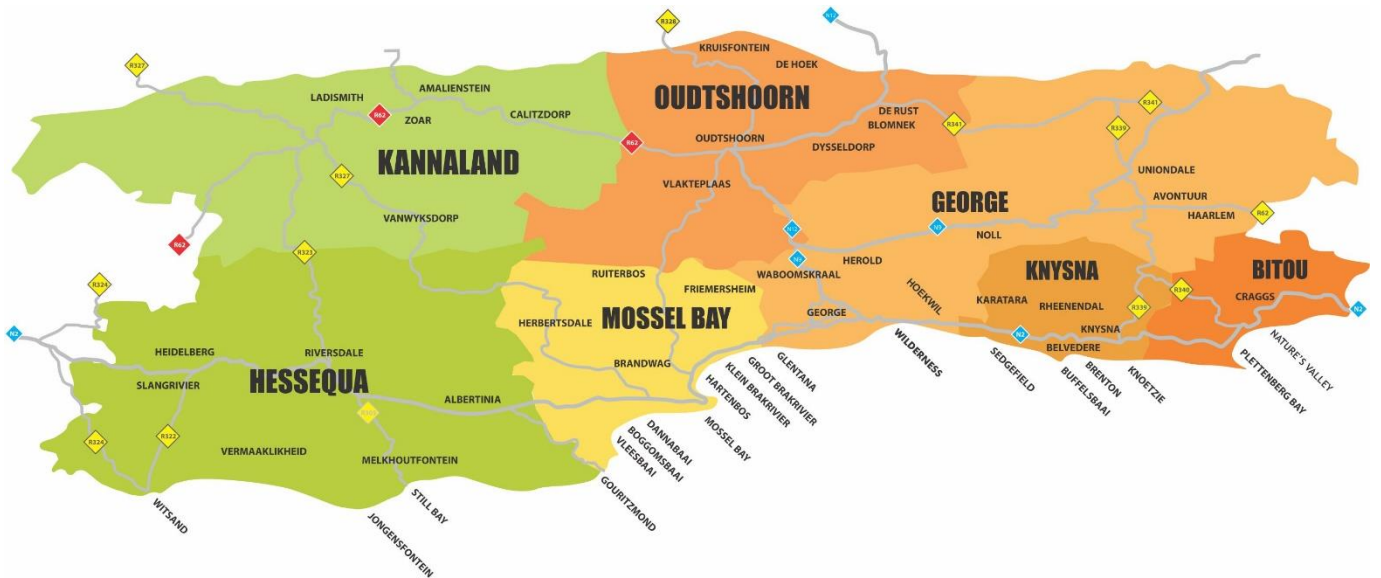 N12
R328
KRUISFONTEIN
DE HOEK
R327
AMALIENSTEIN
LADISMITH
OUDTSHOORN
R62
ZOAR
CALITZDORP
DE RUST
R341
R341
BLOMNEK
R339
R62
OUDTSHOORN
DYSSELDORP
KANNALAND
R327
VLAKTEPLAAS
UNIONDALE
AVONTUUR
GEORGE
HAARLEM
R62
VANWYKSDORP
N12
N9
NOLL
R62
R323
HEROLD
N9
RUITERBOS
WABOOMSKRAAL
KNYSNA
BITOU
R324
FRIEMERSHEIM
HOEKWIL
KARATARA
RHEENENDAL
R340
CRAGGS
R339
N2
MOSSEL BAY
GEORGE
HERBERTSDALE
N2
N2
KNYSNA
BELVEDERE
HEIDELBERG
RIVERSDALE
BRANDWAG
SLANGRIVIER
HESSEQUA
ALBERTINIA
WILDERNESS
SEDGEFIELD
BUFFELSBAAI
BRENTON
KNOETZIE
PLETTENBERG BAY
NATURE'S VALLEY
GLENTANA
GROOT BRAKRIVIER
KLEIN BRAKRIVIER
HARTENBOS
MOSSEL BAY
DANNABAAI
BOGGOMSBAAI
VLEESBAAI
GOURITZMOND
R324
R322
VERMAAKLIKHEID
MELKHOUTFONTEIN
WITSAND
STILL BAY
JONGENSFONTEIN